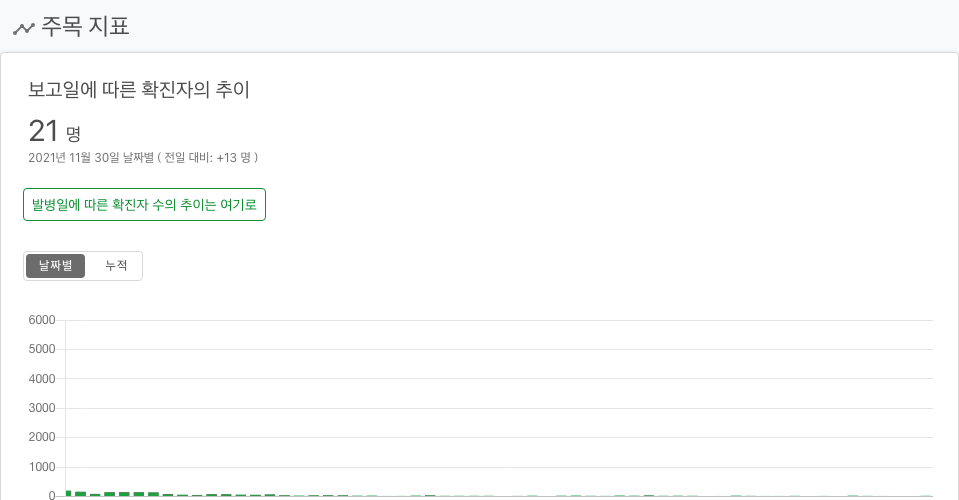 주목 지표
보고일에 따른 확진자의 추이
21 명
2021년 11월 30일 날짜별 ( 전일 대비: +13 명 )
발병일에 따른 확진자 수의 추이는 여기로
날짜별 누적
6000
5000
4000
3000
2000
1000
0